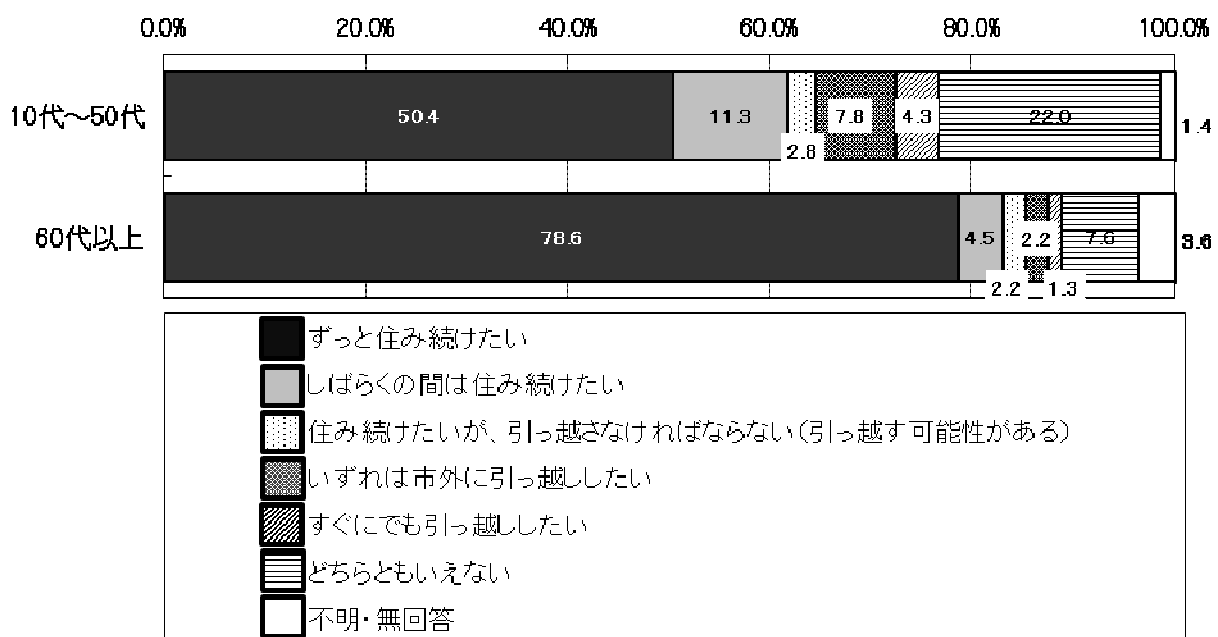 0.0% 20.0% 40.0% 60.0% 80.0% 100.0%
10代～50代 50.4 11.3 2.8 7.8 4.3 22.0 1.4
60代以上 78.6 4.5 2.2 2.2 1.3 7.6 3.6
ずっと住み続けたい
しばらくの間は住み続けたい
住み続けたいが、引っ越さなければならない（引っ越す可能性がある）
いずれは市外に引っ越ししたい
すぐにでも引っ越ししたい
どちらともいえない
不明・無回答